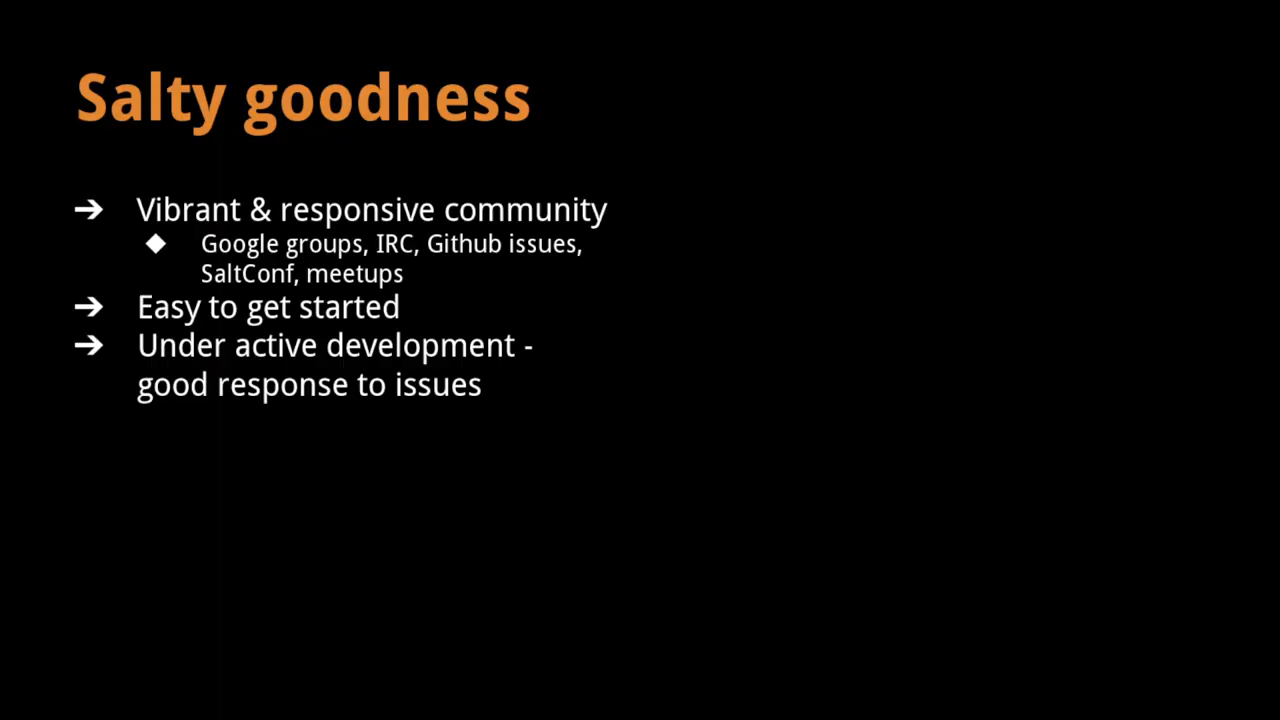 Salty goodness
➔ Vibrant & responsive community
◆ Google groups, IRC, Github issues,
SaltConf, meetups
➔ Easy to get started
➔ Under active development -
good response to issues